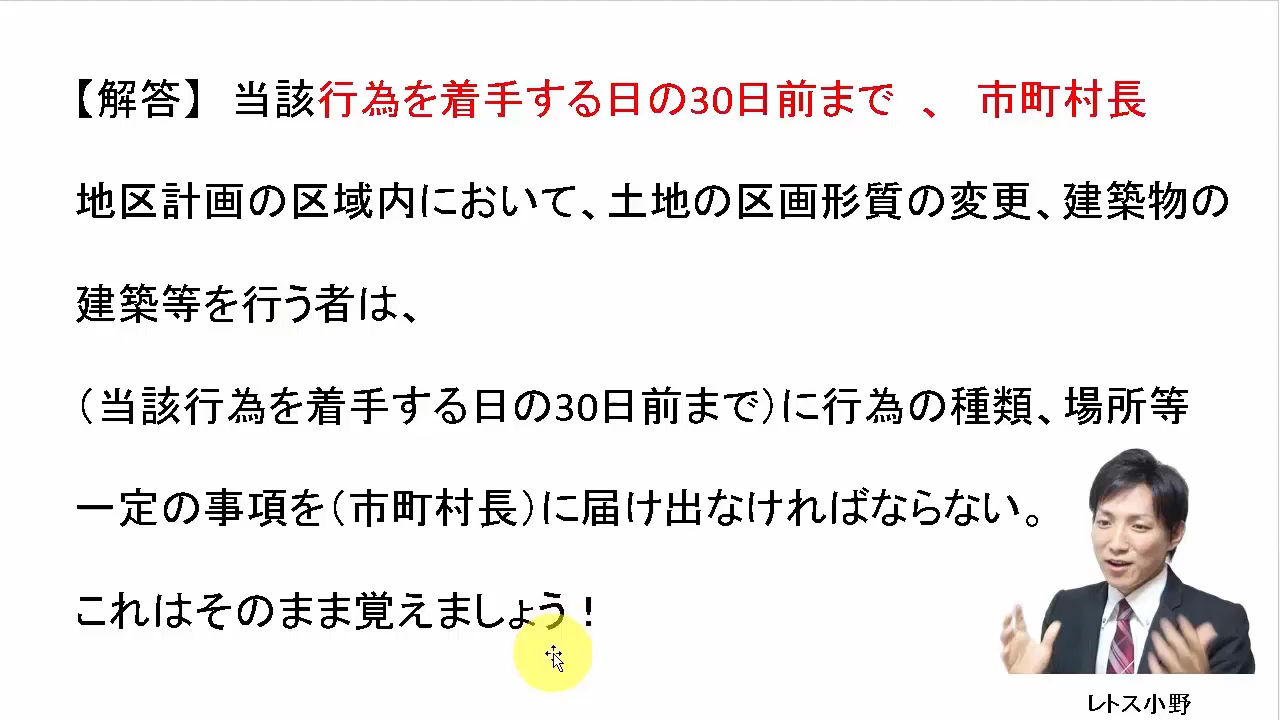 【解答】 当該行為を着手する日の30日前まで 、 市町村長
地区計画の区域内において、土地の区画形質の変更、建築物の
建築等を行う者は、
（当該行為を着手する日の30日前まで）に行為の種類、場所等
一定の事項を（市町村長）に届け出なければならない。
これはそのまま覚えましょう！
レトス小野